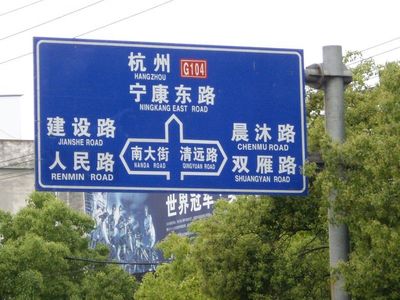 杭州 G104
HANGZHOU
宁康东路
NINGKANG EAST ROAD
建设路
JIANSHE ROAD
人民路
RENMIN ROAD
南大街
NANDA ROAD
清远路
QINGYUAN ROAD
晨沐路
CHENMU ROAD
双雁路
SHUANGYAN ROAD
世界冠军